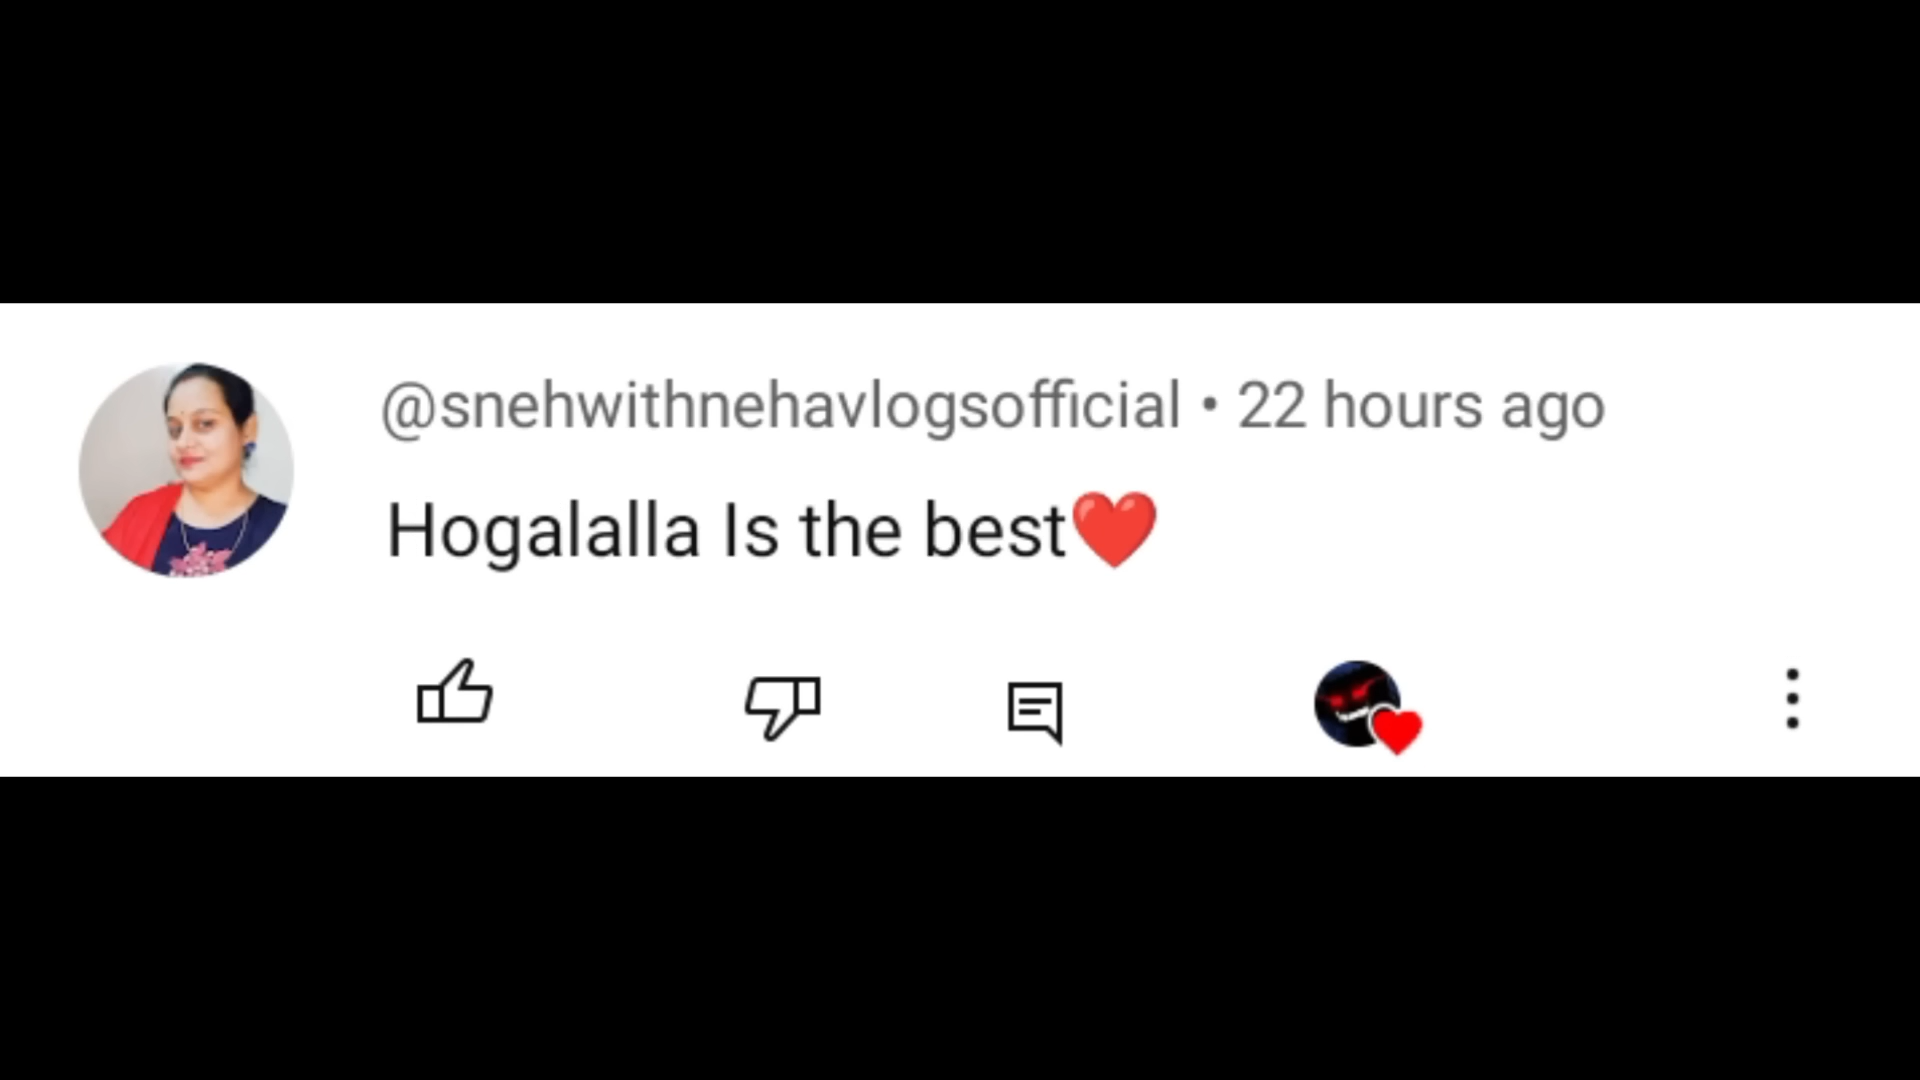 @snehwithnehavlogsofficial • 22 hours ago
Hogalalla Is the best❤️